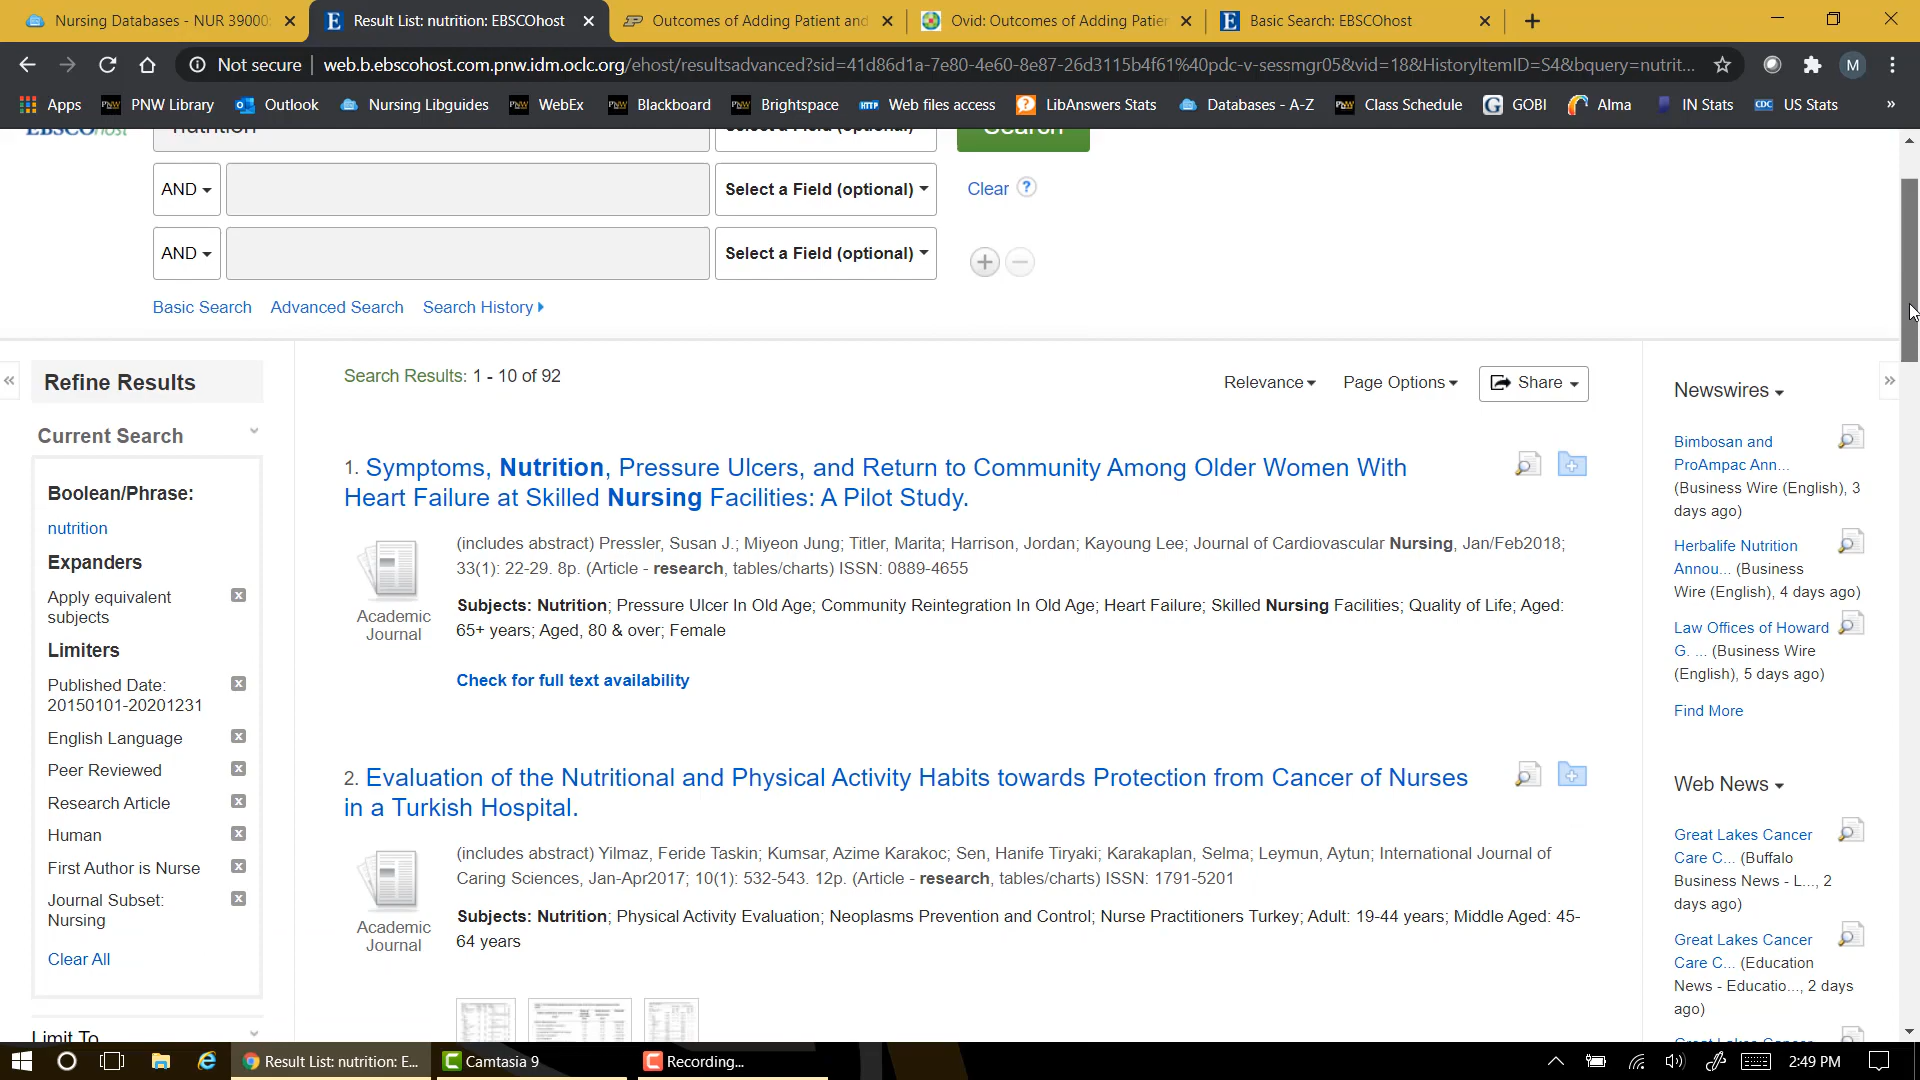 Nursing Databases - NUR 39000:
Result List: nutrition: EBSCOhost
Outcomes of Adding Patient and
Ovid: Outcomes of Adding Patien
Basic Search: EBSCOhost
Not secure
web.b.ebscohost.com.pnw.idm.oclc.org/ehost/resultsadvanced?sid=41d86d1a-7e80-4e60-8e87-26d3115b4f61%40pdc-v-sessmgr05&vid=18&HistoryItemID=S4&bquery=nutrit...
M
Apps
PNW Library
Outlook
Nursing Libguides
WebEx
Blackboard
Brightspace
Web files access
LibAnswers Stats
Databases - A-Z
Class Schedule
GOBI
Alma
IN Stats
US Stats
»
EBSCOhost
nutrition
Select a Field (optional)
Search
AND
Select a Field (optional)
Clear
?
AND
Select a Field (optional)
Basic Search
Advanced Search
Search History
Refine Results
Current Search
Boolean/Phrase:
nutrition
Expanders
Apply equivalent
subjects
Limiters
Published Date:
20150101-20201231
English Language
Peer Reviewed
Research Article
Human
First Author is Nurse
Journal Subset:
Nursing
Clear All
Limit To
Search Results: 1 - 10 of 92
Relevance
Page Options
Share
1. Symptoms, Nutrition, Pressure Ulcers, and Return to Community Among Older Women With
Heart Failure at Skilled Nursing Facilities: A Pilot Study.
Academic
Journal
(includes abstract) Pressler, Susan J.; Miyeon Jung; Titler, Marita; Harrison, Jordan; Kayoung Lee; Journal of Cardiovascular Nursing, Jan/Feb2018;
33(1): 22-29. 8p. (Article - research, tables/charts) ISSN: 0889-4655
Subjects: Nutrition; Pressure Ulcer In Old Age; Community Reintegration In Old Age; Heart Failure; Skilled Nursing Facilities; Quality of Life; Aged:
65+ years; Aged, 80 & over; Female
Check for full text availability
2. Evaluation of the Nutritional and Physical Activity Habits towards Protection from Cancer of Nurses
in a Turkish Hospital.
Academic
Journal
(includes abstract) Yilmaz, Feride Taskin; Kumsar, Azime Karakoc; Sen, Hanife Tiryaki; Karakaplan, Selma; Leymun, Aytun; International Journal of
Caring Sciences, Jan-Apr2017; 10(1): 532-543. 12p. (Article - research, tables/charts) ISSN: 1791-5201
Subjects: Nutrition; Physical Activity Evaluation; Neoplasms Prevention and Control; Nurse Practitioners Turkey; Adult: 19-44 years; Middle Aged: 45-
64 years
Newswires
Bimbosan and
ProAmpac Ann...
(Business Wire (English), 3
days ago)
Herbalife Nutrition
Annou... (Business
Wire (English), 4 days ago)
Law Offices of Howard
G. ... (Business Wire
(English), 5 days ago)
Find More
Web News
Great Lakes Cancer
Care C... (Buffalo
Business News - L..., 2
days ago)
Great Lakes Cancer
Care C... (Education
News - Educatio..., 2 days
ago)
Great Lakes Cancer
Result List: nutrition: E...
Camtasia 9
Recording...
2:49 PM